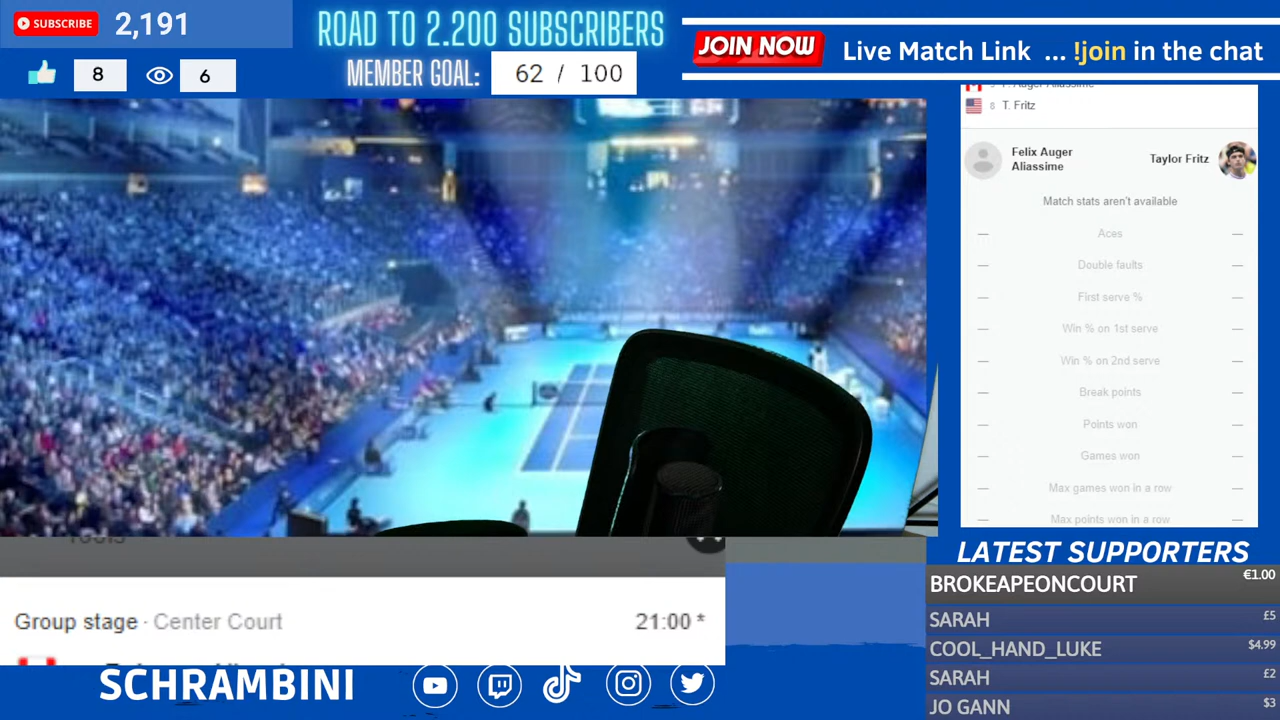 SUBSCRIBE 2,191
8 6
ROAD TO 2.200 SUBSCRIBERS
MEMBER GOAL: 62 / 100
JOIN NOW Live Match Link ... !join in the chat
8 T. Fritz
Felix Auger
Aliassime
Taylor Fritz
Match stats aren't available
— Aces —
— Double faults —
— First serve % —
— Win % on 1st serve —
— Win % on 2nd serve —
— Break points —
— Points won —
— Games won —
— Max games won in a row —
— Max points won in a row —
Group stage · Center Court 21:00 *
SCHRAMBINI
LATEST SUPPORTERS
BROKEAPEONCOURT €1.00
SARAH £5
COOL_HAND_LUKE $4.99
SARAH £2
JO GANN $3